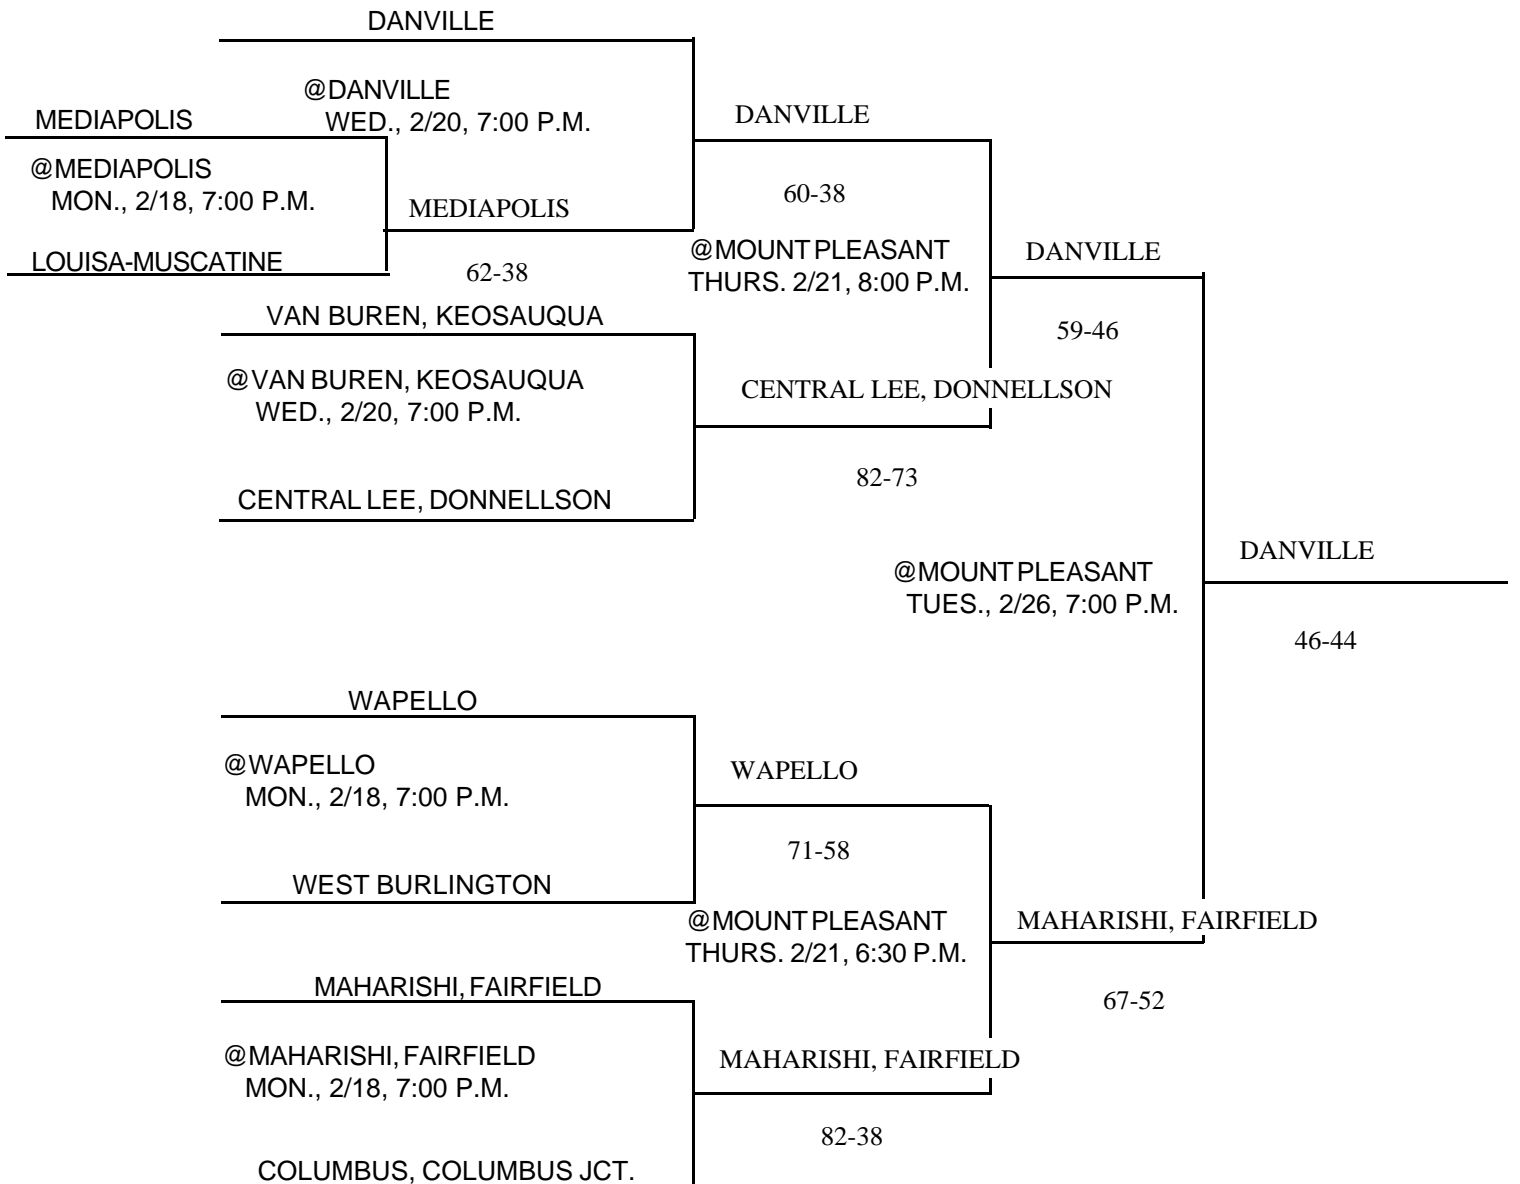 DANVILLE
@DANVILLE
WED., 2/20, 7:00 P.M.
MEDIAPOLIS
DANVILLE
@MEDIAPOLIS
MON., 2/18, 7:00 P.M.
MEDIAPOLIS
60-38
LOUISA-MUSCATINE
62-38
@MOUNT PLEASANT
THURS. 2/21, 8:00 P.M.
DANVILLE
VAN BUREN, KEOSAUQUA
59-46
@VAN BUREN, KEOSAUQUA
WED., 2/20, 7:00 P.M.
CENTRAL LEE, DONNELLSON
82-73
CENTRAL LEE, DONNELLSON
DANVILLE
@MOUNT PLEASANT
TUES., 2/26, 7:00 P.M.
46-44
WAPELLO
@WAPELLO
MON., 2/18, 7:00 P.M.
WAPELLO
71-58
WEST BURLINGTON
@MOUNT PLEASANT
THURS. 2/21, 6:30 P.M.
MAHARISHI, FAIRFIELD
MAHARISHI, FAIRFIELD
67-52
@MAHARISHI, FAIRFIELD
MON., 2/18, 7:00 P.M.
MAHARISHI, FAIRFIELD
82-38
COLUMBUS, COLUMBUS JCT.